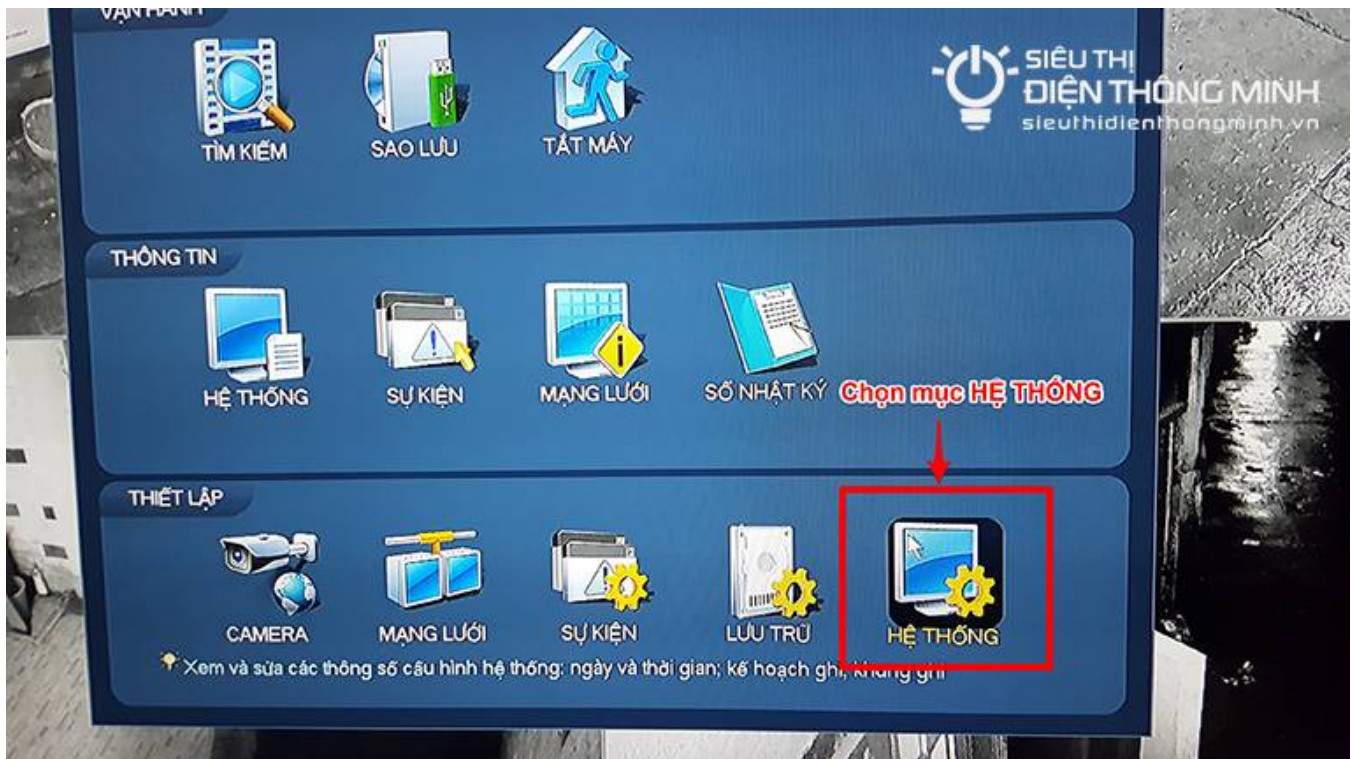 VẬN HÀNH
SIÊU THỊ
ĐIỆN THÔNG MINH
sieuthidienthongminh.vn
TÌM KIẾM
SAO LƯU
TẮT MÁY
THÔNG TIN
HỆ THỐNG
SỰ KIỆN
MẠNG LƯỚI
SỔ NHẬT KÝ
Chọn mục HỆ THỐNG
THIẾT LẬP
CAMERA
MẠNG LƯỚI
SỰ KIỆN
LƯU TRỮ
HỆ THỐNG
Xem và sửa các thông số cấu hình hệ thống: ngày và thời gian; kế hoạch ghi; khung ghi